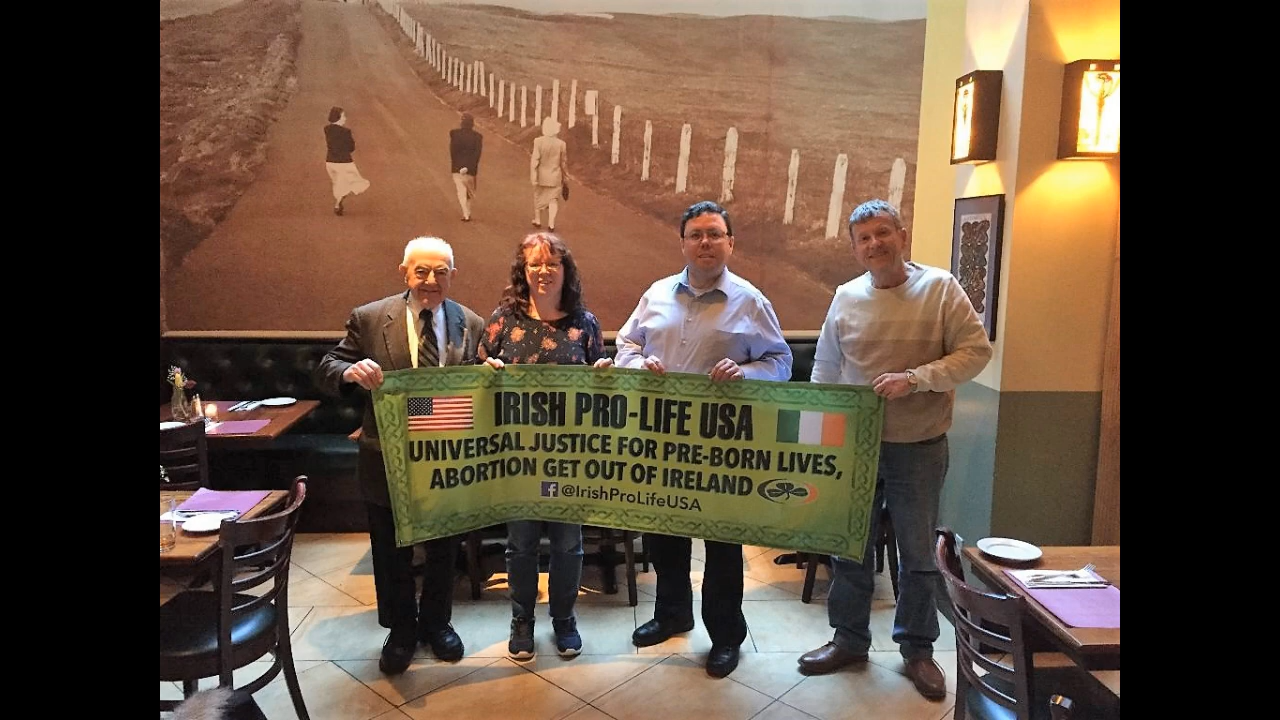 IRISH PRO-LIFE USA
UNIVERSAL JUSTICE FOR PRE-BORN LIVES,
ABORTION GET OUT OF IRELAND
f @IrishProLifeUSA